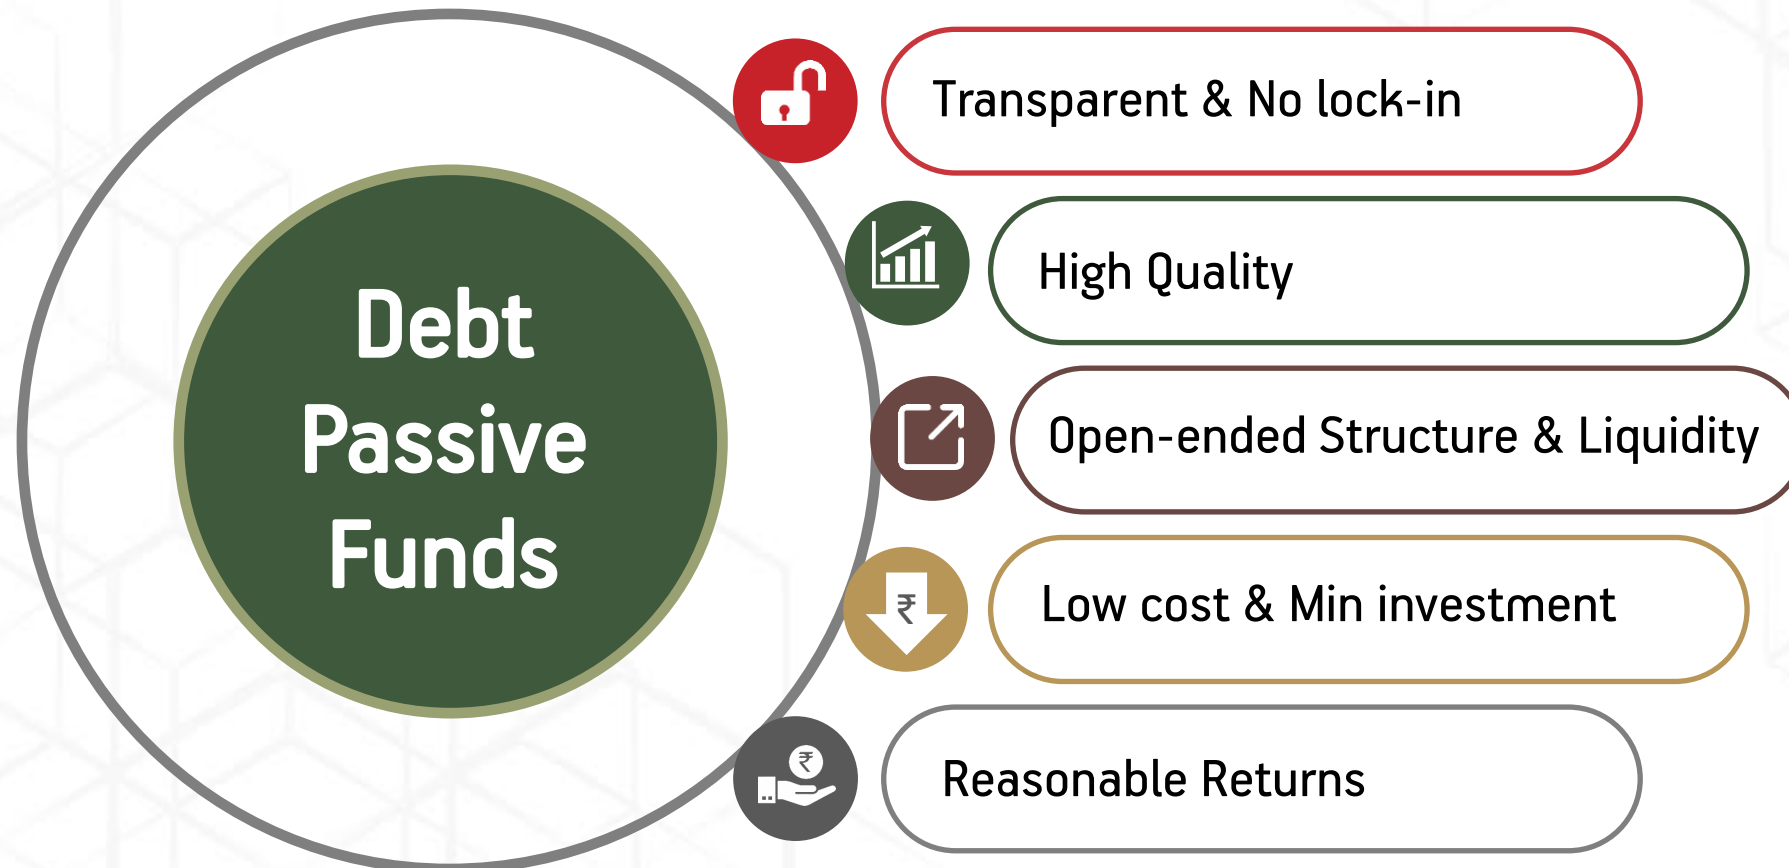 Debt
Passive
Funds
Transparent & No lock-in
High Quality
Open-ended Structure & Liquidity
₹
Low cost & Min investment
₹
Reasonable Returns